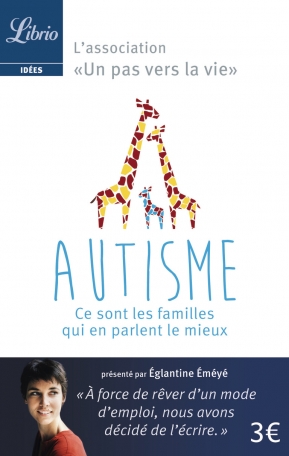 Librio
IDÉES
L'association
«Un pas vers la vie»
AUTISME
Ce sont les familles
qui en parlent le mieux
présenté par Églantine Éméyé
« À force de rêver d'un mode
d'emploi, nous avons
décidé de l'écrire. »
3€